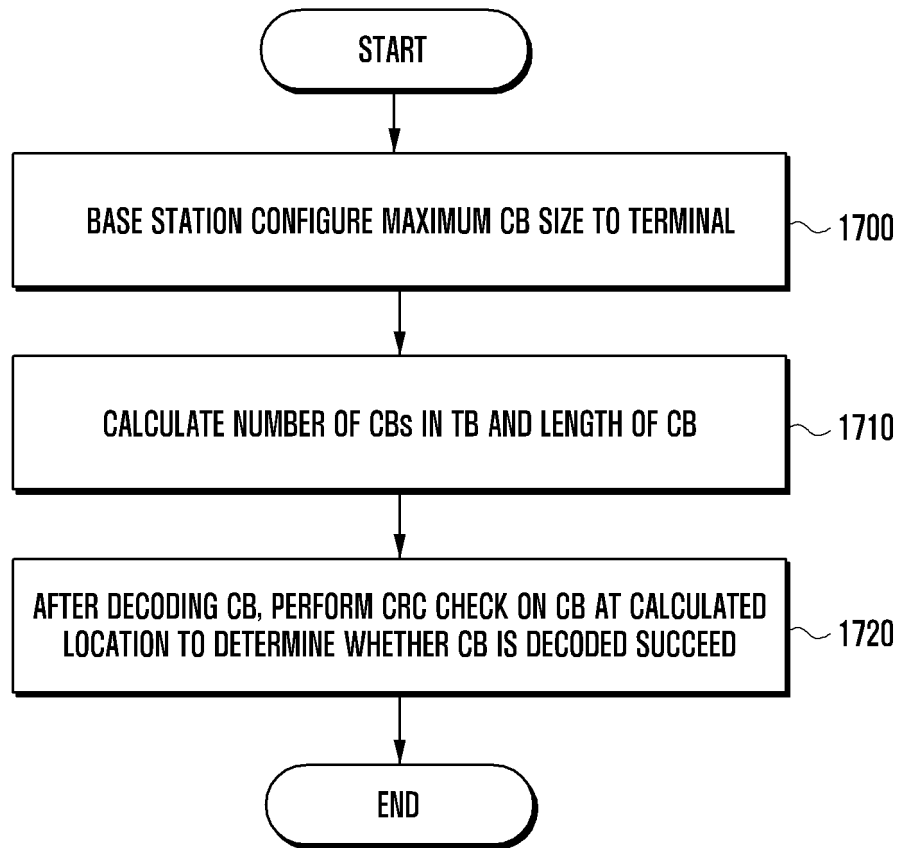 START
BASE STATION CONFIGURE MAXIMUM CB SIZE TO TERMINAL
1700
CALCULATE NUMBER OF CBs IN TB AND LENGTH OF CB
1710
AFTER DECODING CB, PERFORM CRC CHECK ON CB AT CALCULATED
LOCATION TO DETERMINE WHETHER CB IS DECODED SUCCEED
1720
END